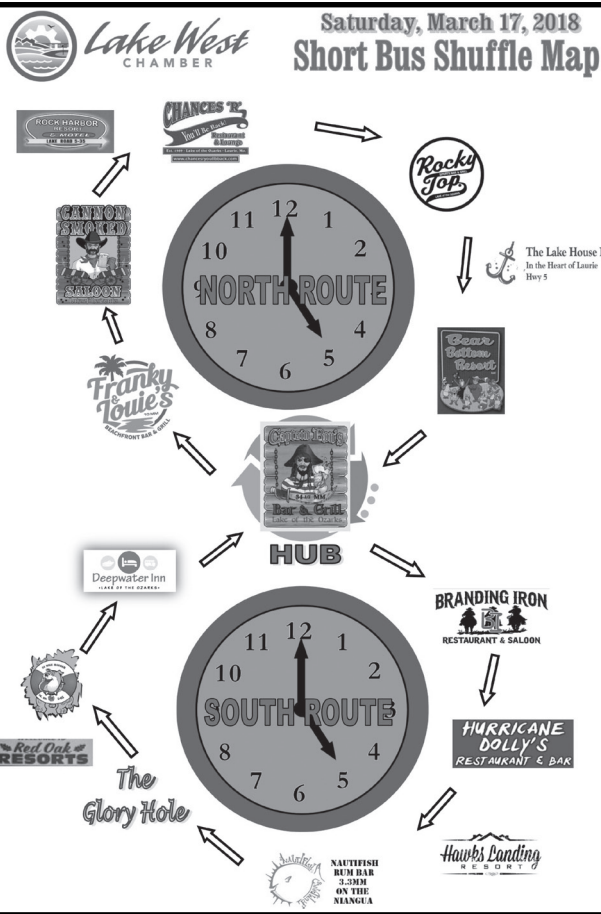 Lake West
CHAMBER
Saturday, March 17, 2018
Short Bus Shuffle Map
ROCK HARBOR
RESORT
& MOTEL
CHANCES "R"
You'll Be Back!
Restaurant
& Lounge
Rocky
Top
CANNON
SMOKED
SALOON
The Lake House
In the Heart of Laurie
Hwy 5
12
11
1
10
2
9
NORTH ROUTE
8
4
7
5
6
Bear
Bottom
Resort
Franky
&
Louie's
BEACHFRONT BAR & GRILL
Captain Ron's
34.5 MM
Bar & Grill
Lake of the Ozarks
HUB
Deepwater Inn
LAKE OF THE OZARKS
BRANDING IRON
RESTAURANT & SALOON
12
11
1
10
2
SOUTH ROUTE
3
8
4
7
5
6
HURRICANE
DOLLY'S
RESTAURANT & BAR
Red Oak
RESORTS
The
Glory Hole
Hawks Landing
RESORT
NAUTIFISH
RUM BAR
3.3MM
ON THE
NIANGUA